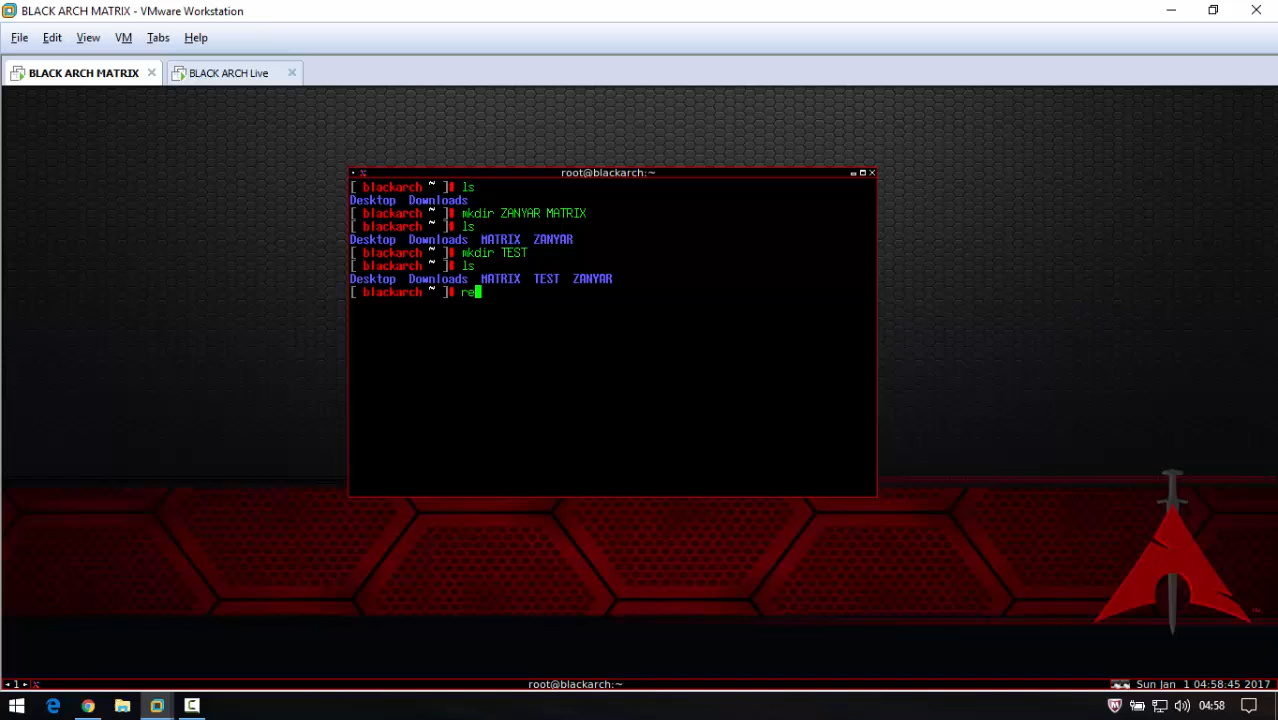 BLACK ARCH MATRIX - VMware Workstation
File Edit View VM Tabs Help
BLACK ARCH MATRIX BLACK ARCH Live
root@blackarch:~
[ blackarch ~ ] ls
Desktop Downloads
[ blackarch ~ ] mkdir ZANYAR MATRIX
[ blackarch ~ ] ls
Desktop Downloads MATRIX ZANYAR
[ blackarch ~ ] mkdir TEST
[ blackarch ~ ] ls
Desktop Downloads MATRIX TEST ZANYAR
[ blackarch ~ ] re
1 root@blackarch:~ Sun Jan 1 04:58:45 2017
04:58